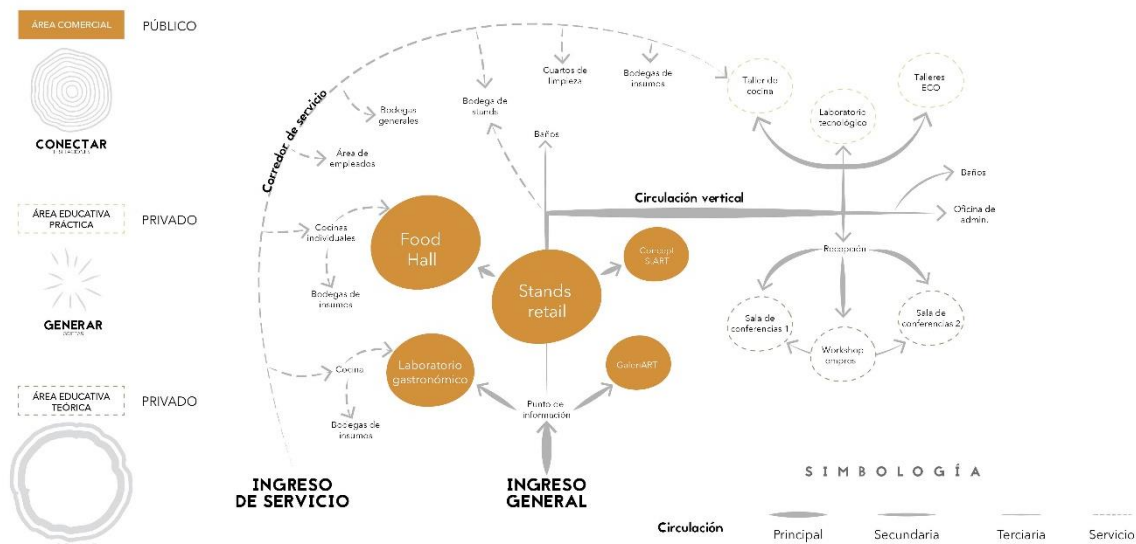 ÁREA COMERCIAL
PÚBLICO
CONECTAR
ÁREA EDUCATIVA
PRÁCTICA
PRIVADO
GENERAR
ÁREA EDUCATIVA
TEÓRICA
PRIVADO
Corredor de servicio
Bodegas
generales
Área de
empleados
Bodega de
stands
Cuartos de
limpieza
Bodegas de
insumos
Baños
Cocinas
individuales
Bodegas de
insumos
Food
Hall
Stands
retail
Concept
S.ART
Laboratorio
gastronómico
GaleriART
Cocina
Bodegas de
insumos
Punto de
información
INGRESO
DE SERVICIO
INGRESO
GENERAL
Circulación vertical
Taller de
cocina
Laboratorio
tecnológico
Talleres
ECO
Baños
Oficina de
admin.
Recepción
Sala de
conferencias 1
Workshop
empros
Sala de
conferencias 2
SIMBOLOGÍA
Circulación
Principal
Secundaria
Terciaria
Servicio